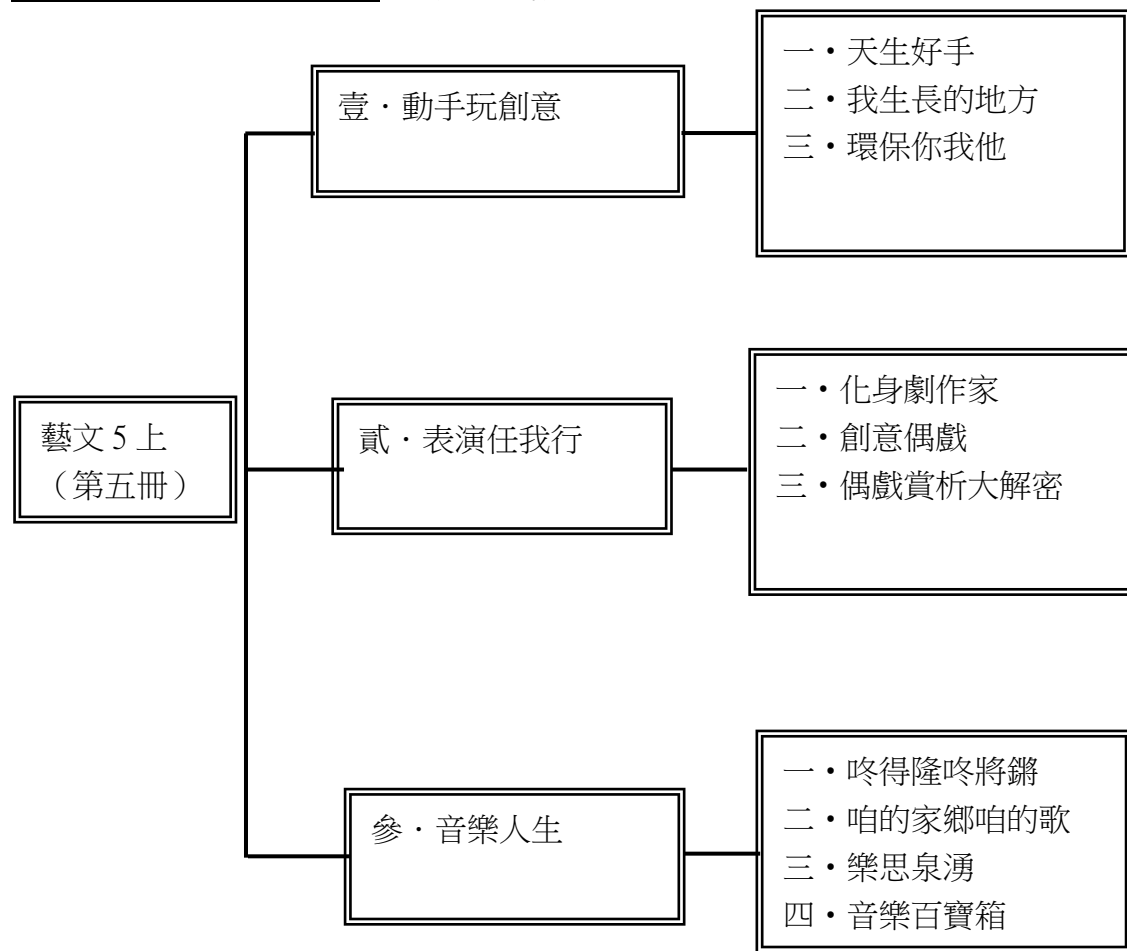 藝文 5 上
（第五冊）
壹．動手玩創意
一・天生好手
二・我生長的地方
三・環保你我他
貳．表演任我行
一・化身劇作家
二・創意偶戲
三・偶戲賞析大解密
參．音樂人生
一・咚得隆咚將鏘
二・咱的家鄉咱的歌
三・樂思泉湧
四・音樂百寶箱